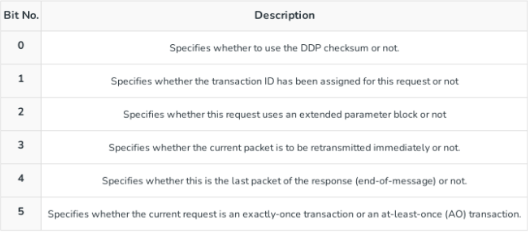 Bit No. Description
0 Specifies whether to use the DDP checksum or not.
1 Specifies whether the transaction ID has been assigned for this request or not
2 Specifies whether this request uses an extended parameter block or not
3 Specifies whether the current packet is to be retransmitted immediately or not.
4 Specifies whether this is the last packet of the response (end-of-message) or not.
5 Specifies whether the current request is an exactly-once transaction or an at-least-once (AO) transaction.